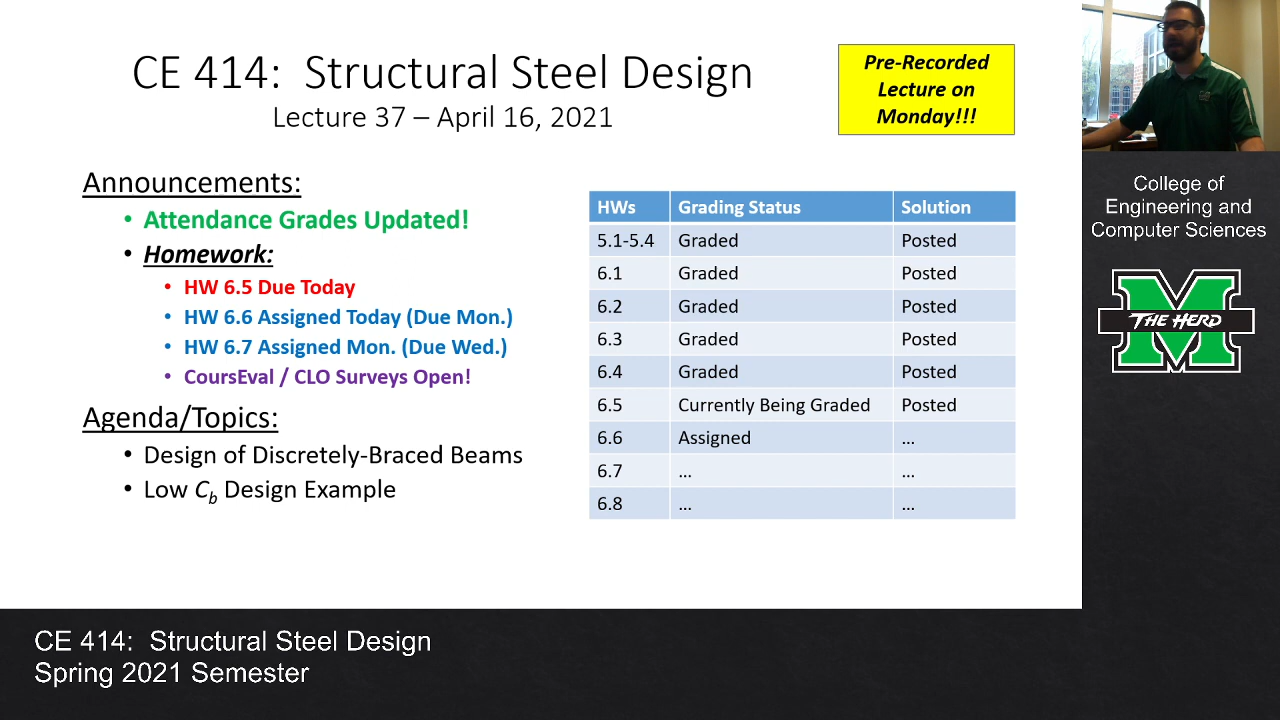 CE 414:  Structural Steel Design
Lecture 37 – April 16, 2021
Pre-Recorded
Lecture on
Monday!!!
Announcements:
• Attendance Grades Updated!
• Homework:
• HW 6.5 Due Today
• HW 6.6 Assigned Today (Due Mon.)
• HW 6.7 Assigned Mon. (Due Wed.)
• CoursEval / CLO Surveys Open!
Agenda/Topics:
• Design of Discretely-Braced Beams
• Low Cb Design Example
HWs Grading Status Solution
5.1-5.4 Graded Posted
6.1 Graded Posted
6.2 Graded Posted
6.3 Graded Posted
6.4 Graded Posted
6.5 Currently Being Graded Posted
6.6 Assigned …
6.7 … …
6.8 … …
College of
Engineering and
Computer Sciences
THE HERD
CE 414:  Structural Steel Design
Spring 2021 Semester